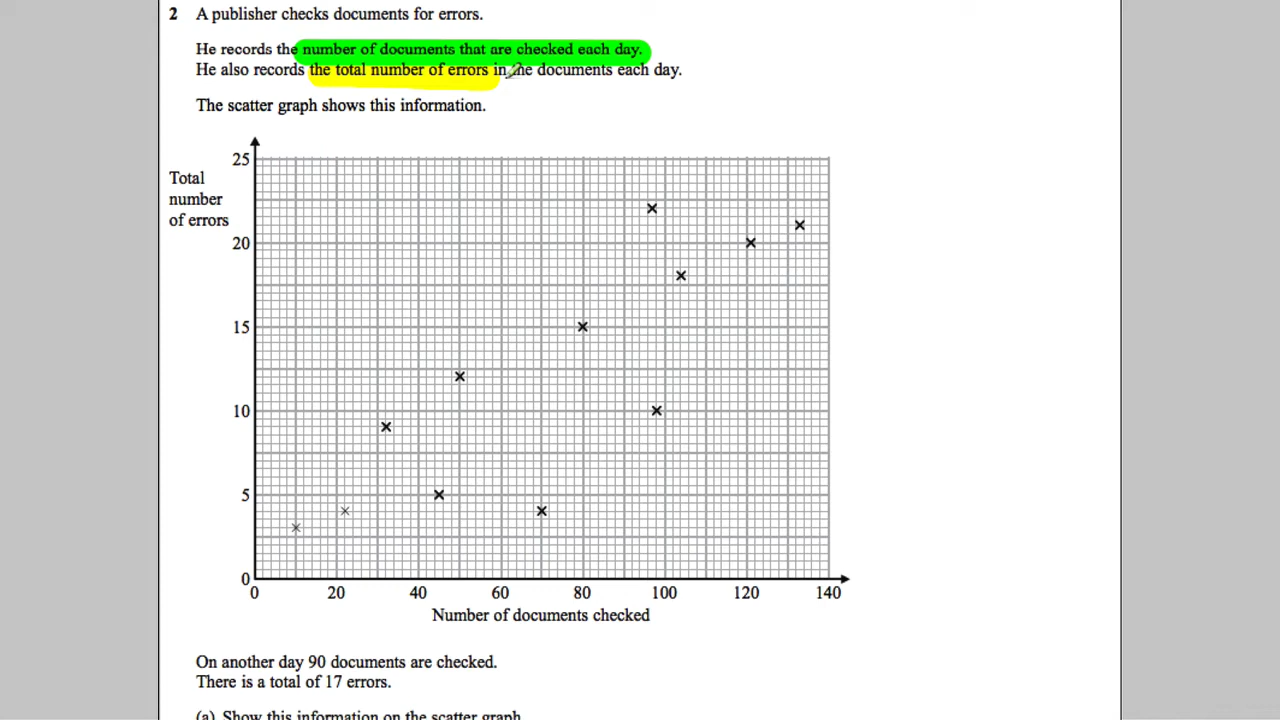 2 A publisher checks documents for errors.
He records the number of documents that are checked each day.
He also records the total number of errors in the documents each day.
The scatter graph shows this information.
25
Total
number
of errors
20
15
10
5
0
0 20 40 60 80 100 120 140
Number of documents checked
On another day 90 documents are checked.
There is a total of 17 errors.
(a) Show this information on the scatter graph.